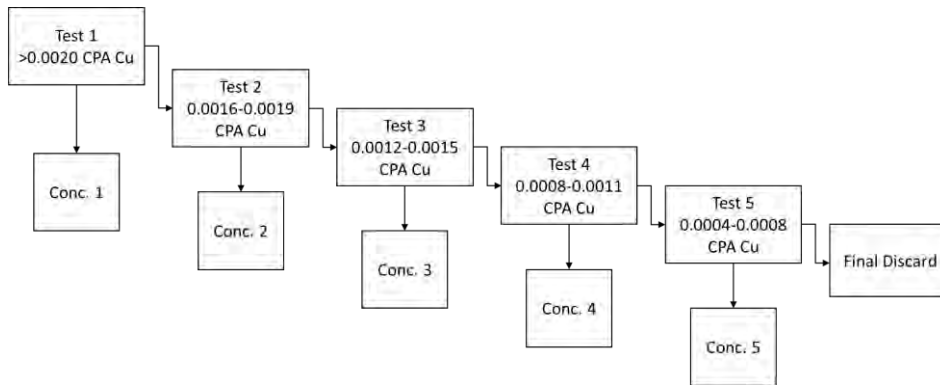 Test 1
>0.0020 CPA Cu
Test 2
0.0016-0.0019
CPA Cu
Test 3
0.0012-0.0015
CPA Cu
Test 4
0.0008-0.0011
CPA Cu
Test 5
0.0004-0.0008
CPA Cu
Conc. 1
Conc. 2
Conc. 3
Conc. 4
Conc. 5
Final Discard